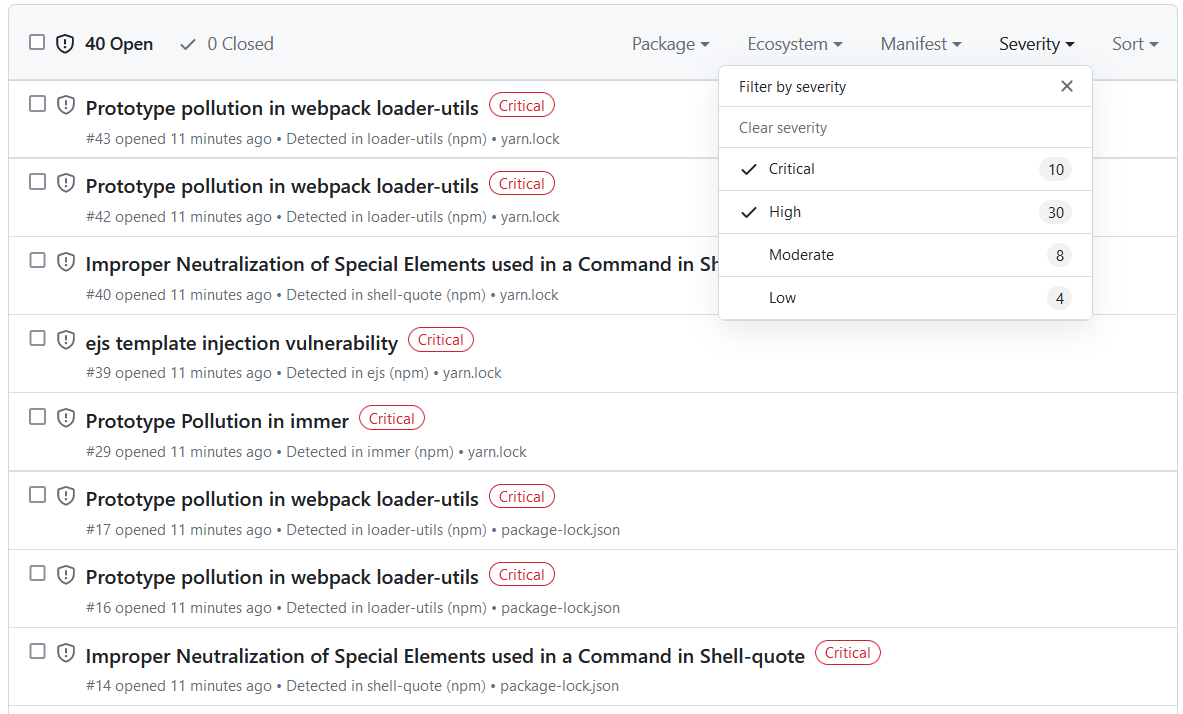 40 Open 0 Closed Package Ecosystem Manifest Severity Sort
Filter by severity
Clear severity
Critical 10
High 30
Moderate 8
Low 4
Prototype pollution in webpack loader-utils Critical
#43 opened 11 minutes ago • Detected in loader-utils (npm) • yarn.lock
Prototype pollution in webpack loader-utils Critical
#42 opened 11 minutes ago • Detected in loader-utils (npm) • yarn.lock
Improper Neutralization of Special Elements used in a Command in Sh
#40 opened 11 minutes ago • Detected in shell-quote (npm) • yarn.lock
ejs template injection vulnerability Critical
#39 opened 11 minutes ago • Detected in ejs (npm) • yarn.lock
Prototype Pollution in immer Critical
#29 opened 11 minutes ago • Detected in immer (npm) • yarn.lock
Prototype pollution in webpack loader-utils Critical
#17 opened 11 minutes ago • Detected in loader-utils (npm) • package-lock.json
Prototype pollution in webpack loader-utils Critical
#16 opened 11 minutes ago • Detected in loader-utils (npm) • package-lock.json
Improper Neutralization of Special Elements used in a Command in Shell-quote Critical
#14 opened 11 minutes ago • Detected in shell-quote (npm) • package-lock.json